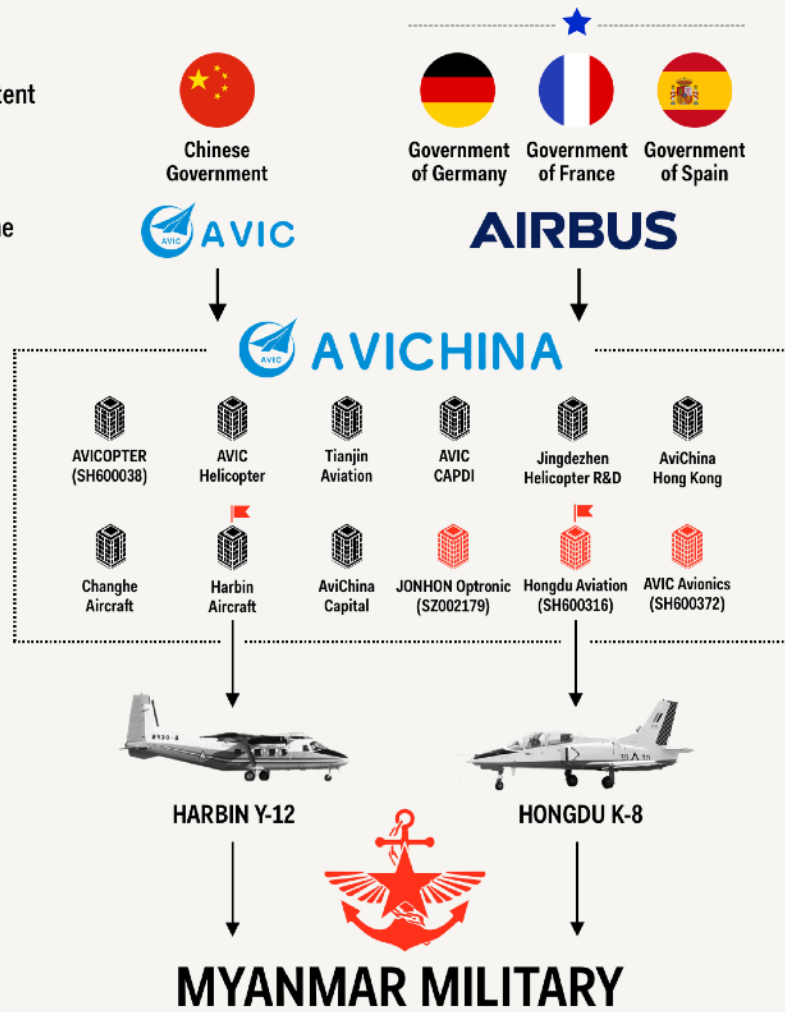 Chinese
Government
Government
of Germany
Government
of France
Government
of Spain
AVIC AVIC
AIRBUS
AVIC AVICHINA
AVICOPTER
(SH600038)
AVIC
Helicopter
Tianjin
Aviation
AVIC
CAPDI
Jingdezhen
Helicopter R&D
AviChina
Hong Kong
Changhe
Aircraft
Harbin
Aircraft
AviChina
Capital
JONHON Optronic
(SZ002179)
Hongdu Aviation
(SH600316)
AVIC Avionics
(SH600372)
HARBIN Y-12
HONGDU K-8
MYANMAR MILITARY